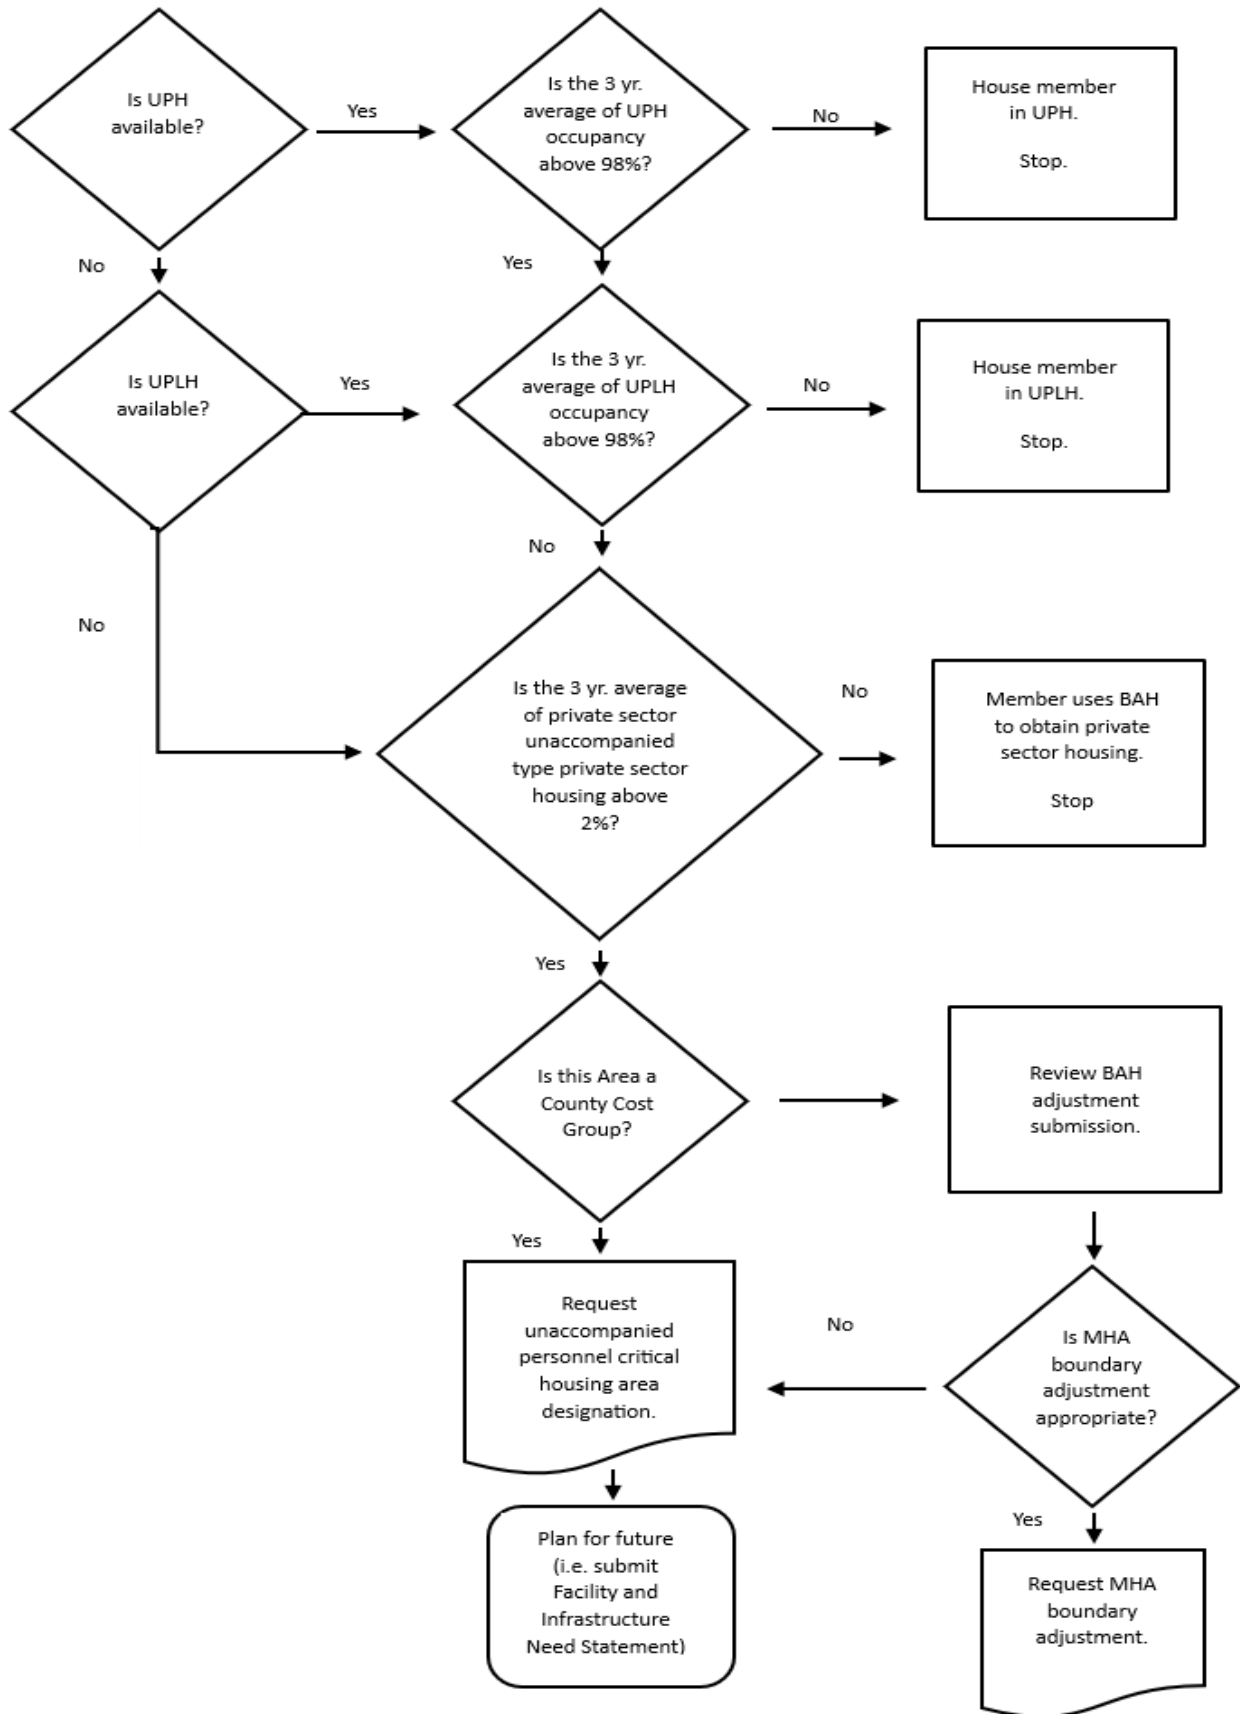 Is UPH
available?
Yes
Is the 3 yr.
average of UPH
occupancy
above 98%?
No
House member
in UPH.
Stop.
No
Yes
Is UPLH
available?
Yes
Is the 3 yr.
average of UPLH
occupancy
above 98%?
No
House member
in UPLH.
Stop.
No
No
Is the 3 yr. average
of private sector
unaccompanied
type private sector
housing above
2%?
No
Member uses BAH
to obtain private
sector housing.
Stop
Yes
Is this Area a
County Cost
Group?
Review BAH
adjustment
submission.
Yes
Request
unaccompanied
personnel critical
housing area
designation.
No
Is MHA
boundary
adjustment
appropriate?
Plan for future
(i.e. submit
Facility and
Infrastructure
Need Statement)
Yes
Request MHA
boundary
adjustment.